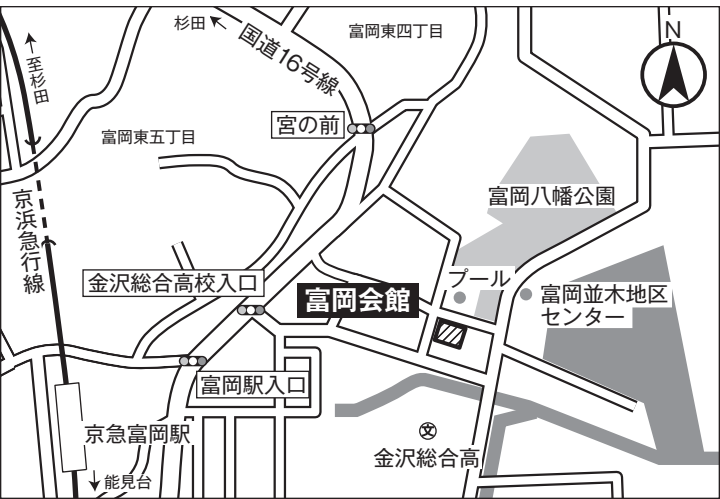 杉田
国道16号線
富岡東四丁目
N
至杉田
宮の前
富岡東五丁目
京浜急行線
富岡八幡公園
金沢総合高校入口
プール
富岡会館
富岡並木地区
センター
富岡駅入口
京急富岡駅
文
金沢総合高
能見台